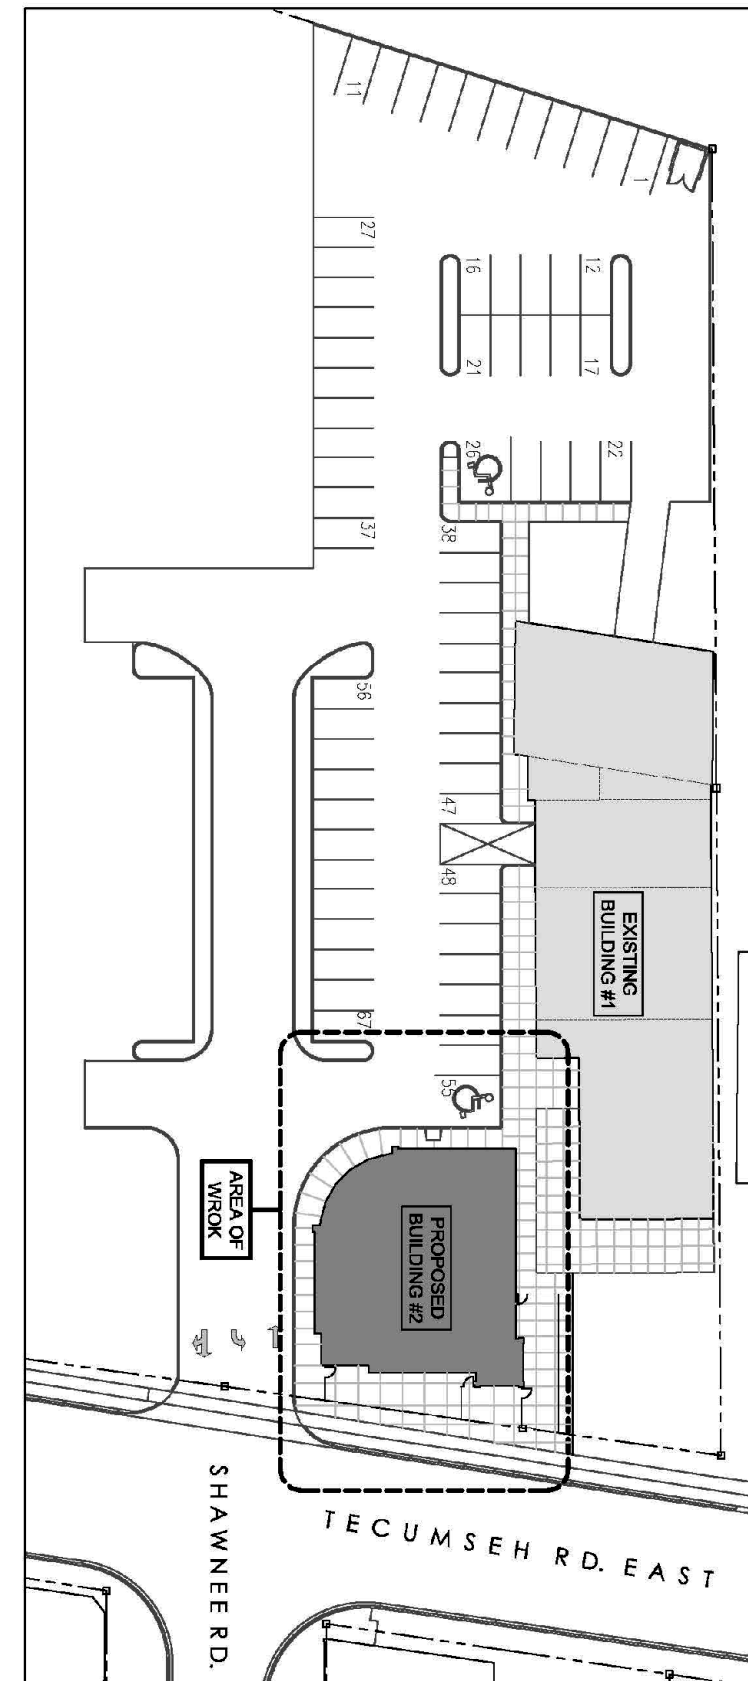 11
1
27
16
12
21
17
26
22
37
38
56
47
48
EXISTING
BUILDING #1
67
55
AREA OF
WROK
PROPOSED
BUILDING #2
TECUMSEH RD. EAST
SHAWNEE RD.